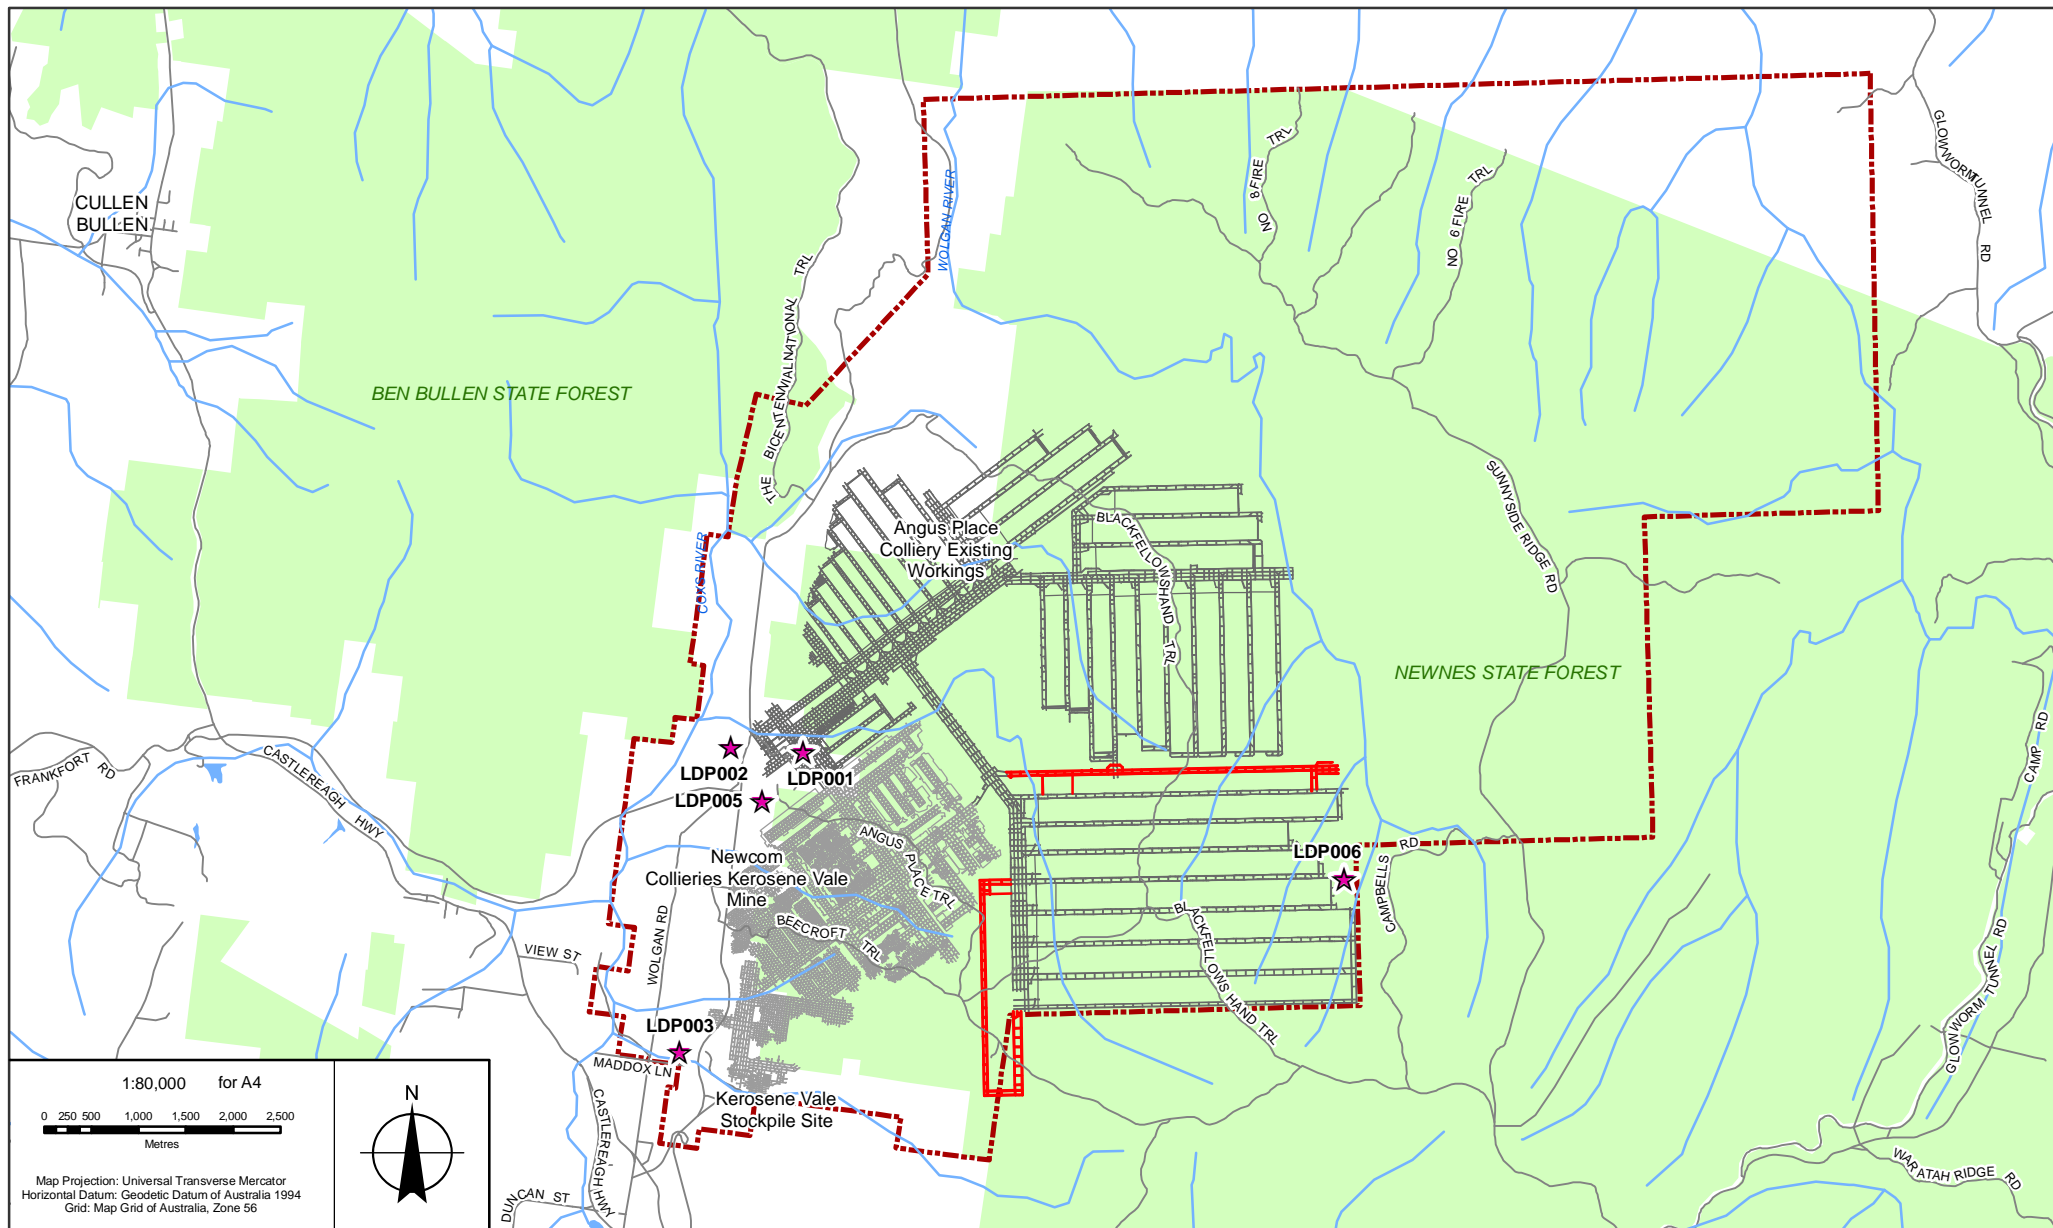 CULLEN
BULLEN
BEN BULLEN STATE FOREST
THE BICENTENNIAL NATIONAL TRL
WOLGAN RIVER
NO 8 FIRE TRL
NO 6 FIRE TRL
GLOW WORM TUNNEL RD
SUNNYSIDE RIDGE RD
Angus Place
Colliery Existing
Workings
BLACKFELLOWSHAND TRL
COXS RIVER
NEWNES STATE FOREST
FRANKFORT RD
CASTLEREAGH HWY
LDP002
LDP001
LDP005
CAMP RD
Newcom
Collieries Kerosene Vale
Mine
ANGUS PLACE TRL
LDP006
CAMPBELLS RD
BEECROFT TRL
BLACKFELLOWS HAND TRL
VIEW ST
WOLGAN RD
GLOW WORM TUNNEL RD
LDP003
MADDOX LN
Kerosene Vale
Stockpile Site
CASTLEREAGH HWY
DUNCAN ST
WARATAH RIDGE RD
1:80,000 for A4
0 250 500 1,000 1,500 2,000 2,500
Metres
Map Projection: Universal Transverse Mercator
Horizontal Datum: Geodetic Datum of Australia 1994
Grid: Map Grid of Australia, Zone 56
N